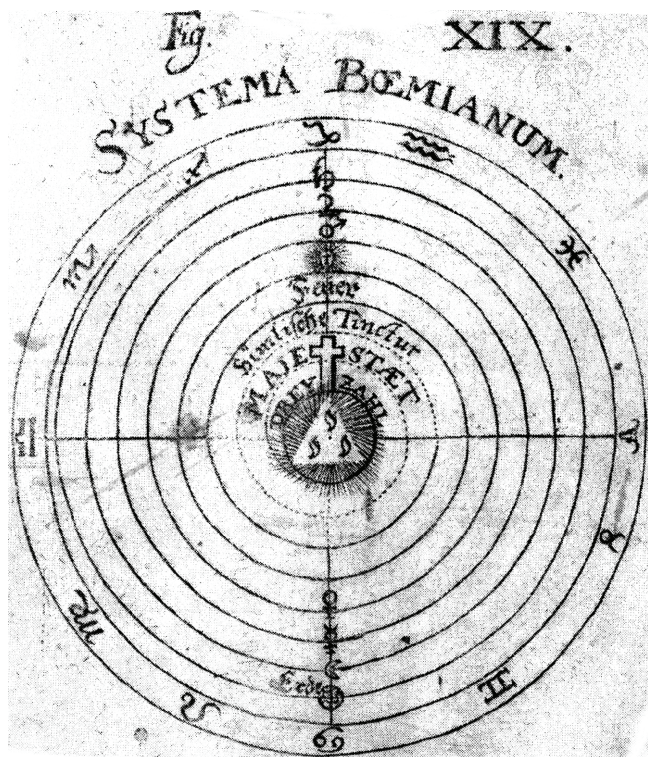 Fig. XIX.
SYSTEMA BŒMIANUM.
Feuer
Himlische Tinctur
MAJESTÆT
DREYZAHL
Erde